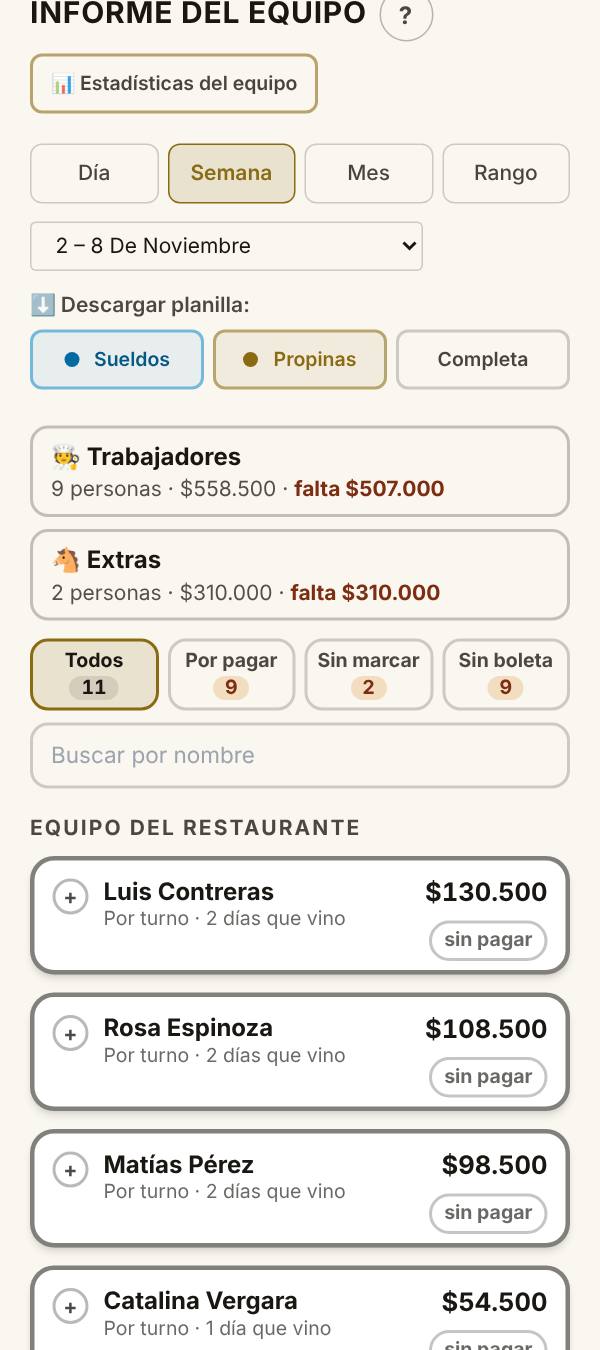 INFORME DEL EQUIPO ?
📊 Estadísticas del equipo
Día Semana Mes Rango
2 – 8 De Noviembre
⬇️ Descargar planilla:
Sueldos Propinas Completa
Trabajadores
9 personas · $558.500 · falta $507.000
🐴 Extras
2 personas · $310.000 · falta $310.000
Todos Por pagar Sin marcar Sin boleta
11 9 2 9
Buscar por nombre
EQUIPO DEL RESTAURANTE
+ Luis Contreras $130.500
Por turno · 2 días que vino
sin pagar
+ Rosa Espinoza $108.500
Por turno · 2 días que vino
sin pagar
+ Matías Pérez $98.500
Por turno · 2 días que vino
sin pagar
+ Catalina Vergara $54.500
Por turno · 1 día que vino
sin pagar